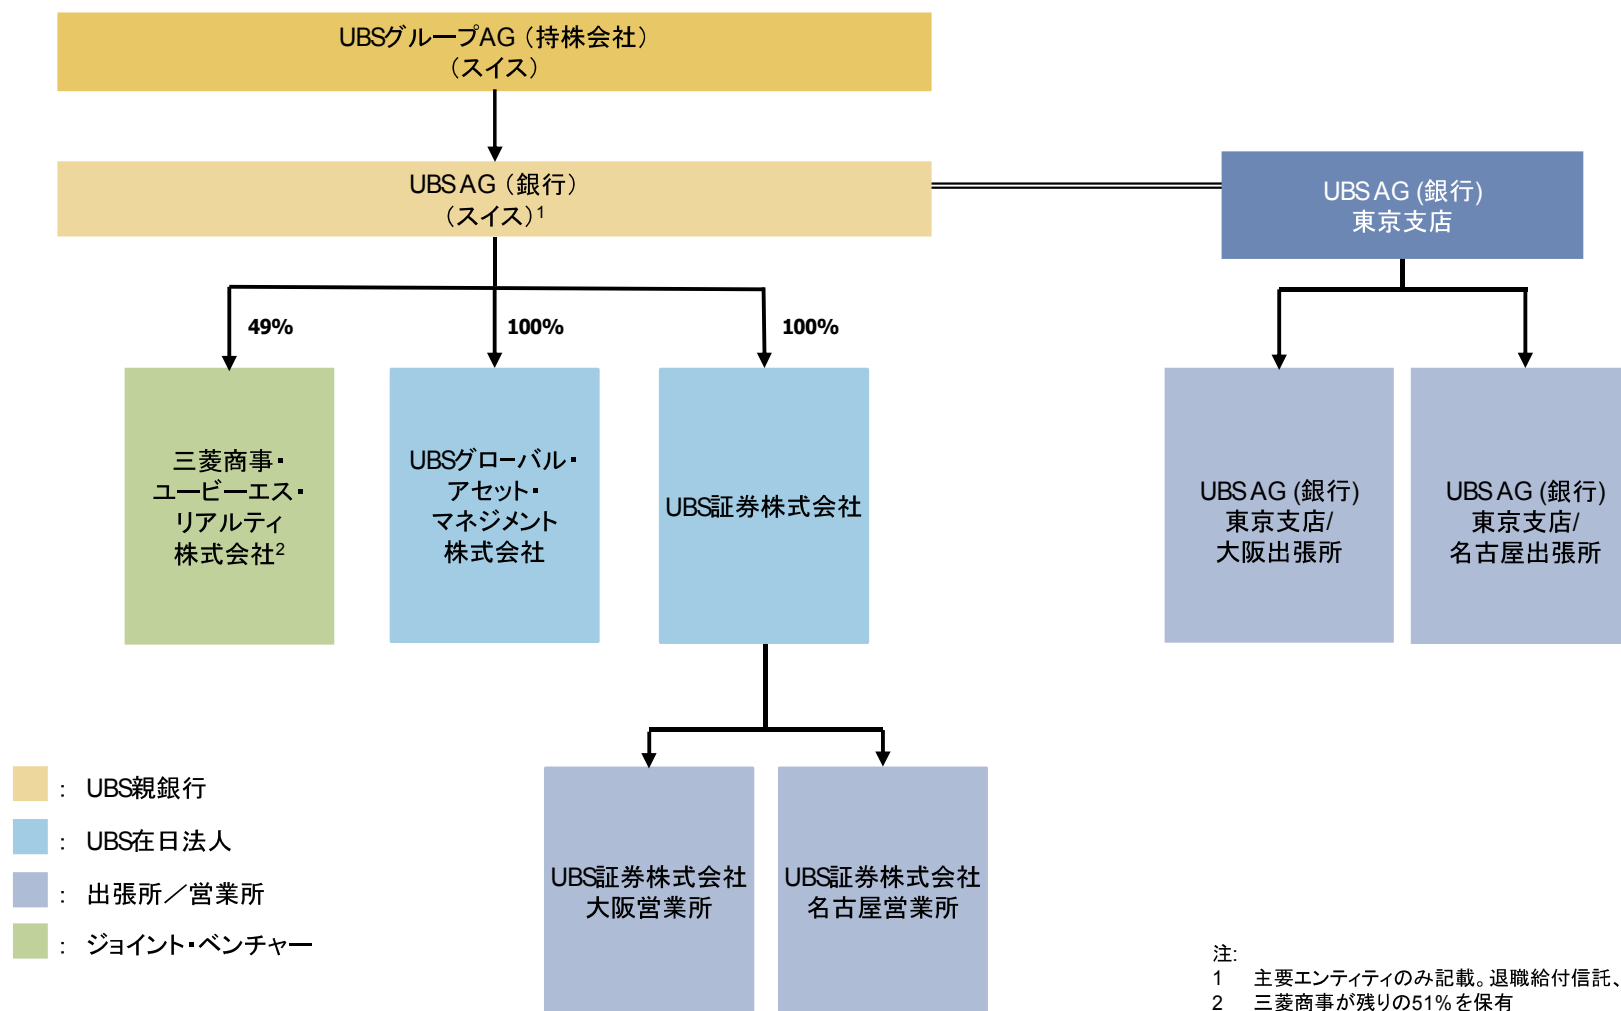 UBSグループAG（持株会社）
（スイス）
UBS AG（銀行）
（スイス）1
UBS AG (銀行)
東京支店
49%
100%
100%
三菱商事・
ユービーエス・
リアルティ
株式会社2
UBSグローバル・
アセット・
マネジメント
株式会社
UBS証券株式会社
UBS AG (銀行)
東京支店/
大阪出張所
UBS AG (銀行)
東京支店/
名古屋出張所
UBS証券株式会社
大阪営業所
UBS証券株式会社
名古屋営業所
： UBS親銀行
： UBS在日法人
： 出張所／営業所
： ジョイント・ベンチャー
注:
1 主要エンティティのみ記載。退職給付信託、
2 三菱商事が残りの51%を保有